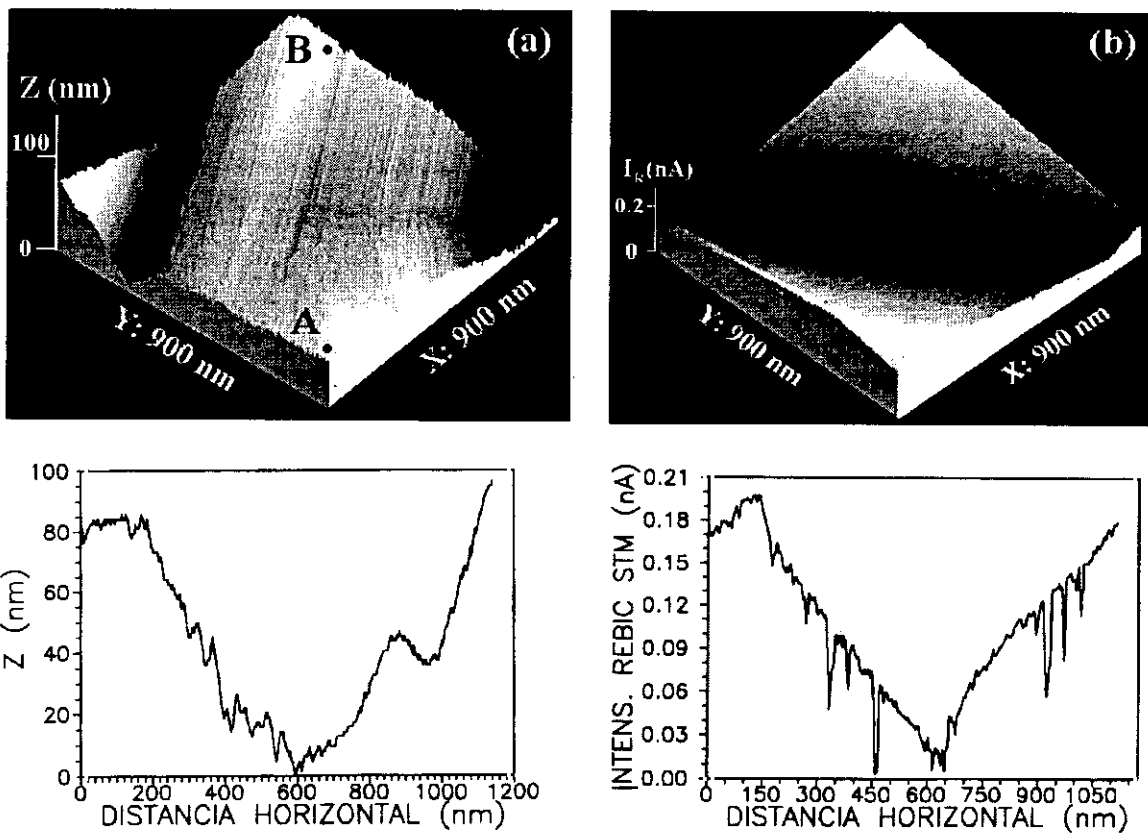 (a)
B
Z (nm)
100
0
A
Y: 900 nm
X: 900 nm
(b)
I_R(nA)
0.2
0
Y: 900 nm
X: 900 nm
100
80
60
40
20
0
Z (nm)
0 200 400 600 800 1000 1200
DISTANCIA HORIZONTAL (nm)
0.21
0.18
0.15
0.12
0.09
0.06
0.03
0.00
INTENS. REBIC STM (nA)
0 150 300 450 600 750 900 1050
DISTANCIA HORIZONTAL (nm)